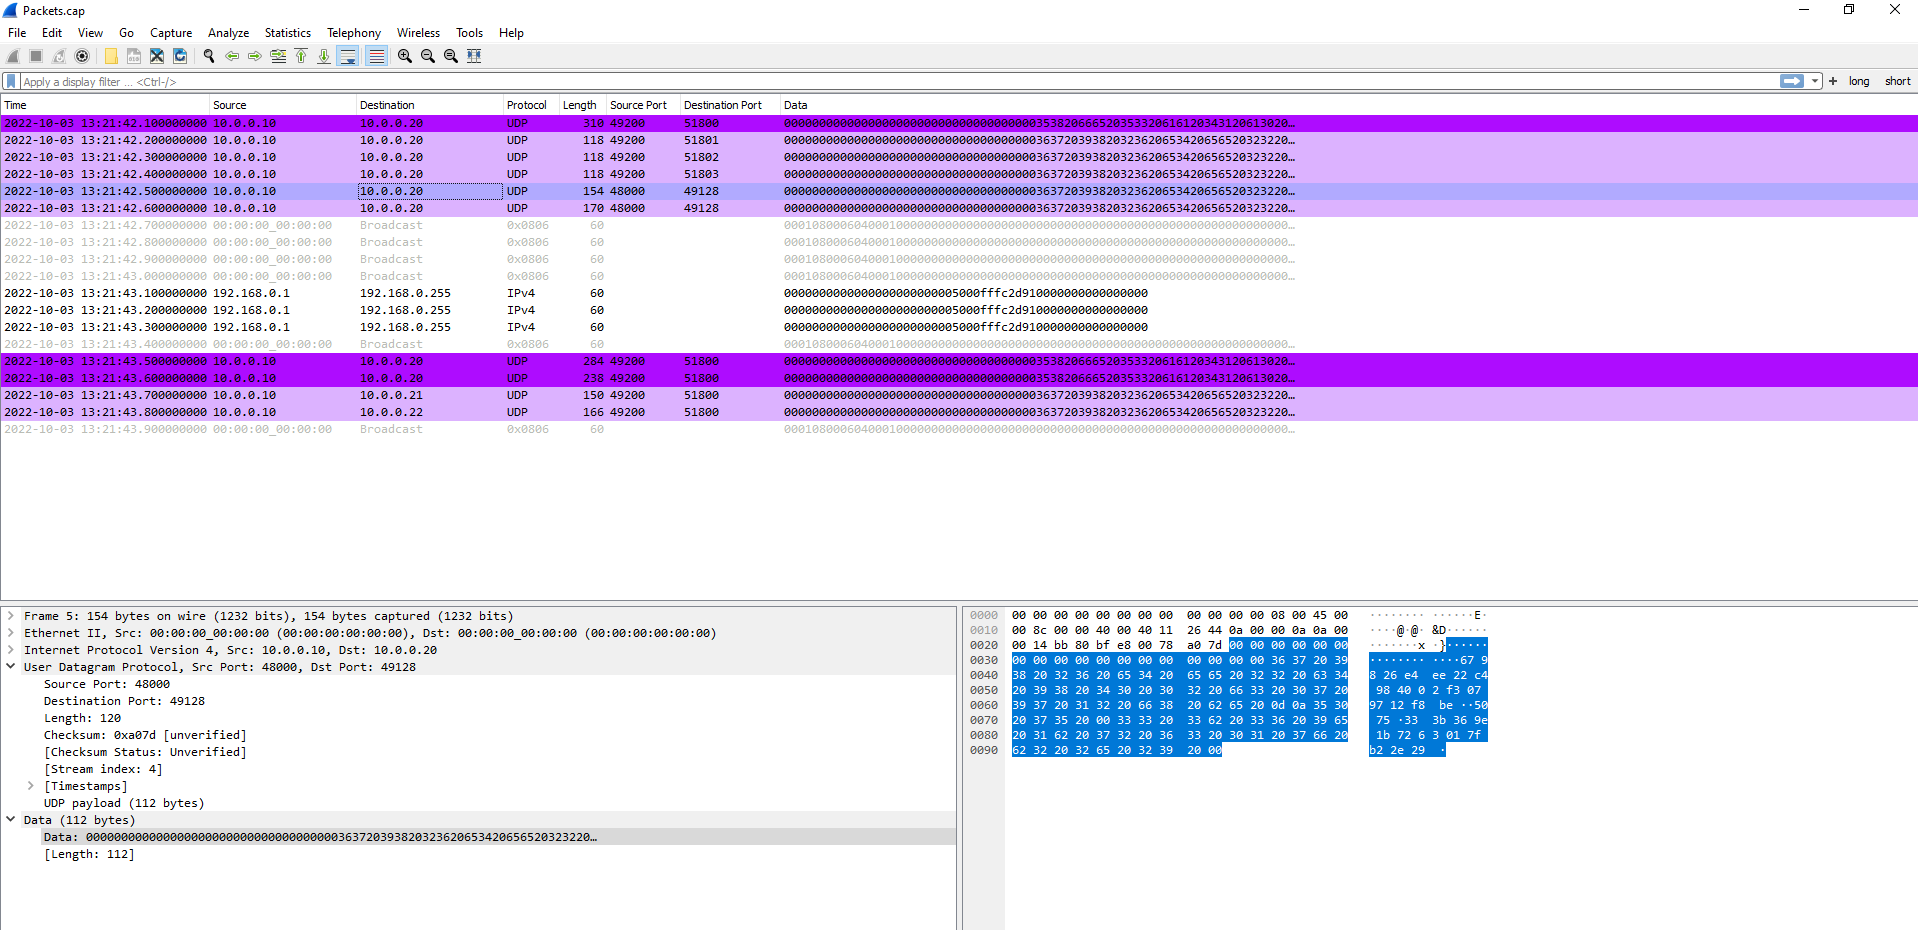 Packets.cap
File Edit View Go Capture Analyze Statistics Telephony Wireless Tools Help
Apply a display filter ... <Ctrl-/>
+ long short
Time Source Destination Protocol Length Source Port Destination Port Data
2022-10-03 13:21:42.100000000 10.0.0.10 10.0.0.20 UDP 310 49200 51800 000000000000000000000000000000000000353820666520353320616120343120613020…
2022-10-03 13:21:42.200000000 10.0.0.10 10.0.0.20 UDP 118 49200 51801 000000000000000000000000000000000000363720393820323620653420656520323220…
2022-10-03 13:21:42.300000000 10.0.0.10 10.0.0.20 UDP 118 49200 51802 000000000000000000000000000000000000363720393820323620653420656520323220…
2022-10-03 13:21:42.400000000 10.0.0.10 10.0.0.20 UDP 118 49200 51803 000000000000000000000000000000000000363720393820323620653420656520323220…
2022-10-03 13:21:42.500000000 10.0.0.10 10.0.0.20 UDP 154 48000 49128 000000000000000000000000000000000000363720393820323620653420656520323220…
2022-10-03 13:21:42.600000000 10.0.0.10 10.0.0.20 UDP 170 48000 49128 000000000000000000000000000000000000363720393820323620653420656520323220…
2022-10-03 13:21:42.700000000 00:00:00_00:00:00 Broadcast 0x0806 60 000108000604000100000000000000000000000000000000000000000000000000000000…
2022-10-03 13:21:42.800000000 00:00:00_00:00:00 Broadcast 0x0806 60 000108000604000100000000000000000000000000000000000000000000000000000000…
2022-10-03 13:21:42.900000000 00:00:00_00:00:00 Broadcast 0x0806 60 000108000604000100000000000000000000000000000000000000000000000000000000…
2022-10-03 13:21:43.000000000 00:00:00_00:00:00 Broadcast 0x0806 60 000108000604000100000000000000000000000000000000000000000000000000000000…
2022-10-03 13:21:43.100000000 192.168.0.1 192.168.0.255 IPv4 60 0000000000000000000000005000fffc2d910000000000000000
2022-10-03 13:21:43.200000000 192.168.0.1 192.168.0.255 IPv4 60 0000000000000000000000005000fffc2d910000000000000000
2022-10-03 13:21:43.300000000 192.168.0.1 192.168.0.255 IPv4 60 0000000000000000000000005000fffc2d910000000000000000
2022-10-03 13:21:43.400000000 00:00:00_00:00:00 Broadcast 0x0806 60 000108000604000100000000000000000000000000000000000000000000000000000000…
2022-10-03 13:21:43.500000000 10.0.0.10 10.0.0.20 UDP 284 49200 51800 000000000000000000000000000000000000353820666520353320616120343120613020…
2022-10-03 13:21:43.600000000 10.0.0.10 10.0.0.20 UDP 238 49200 51800 000000000000000000000000000000000000353820666520353320616120343120613020…
2022-10-03 13:21:43.700000000 10.0.0.10 10.0.0.21 UDP 150 49200 51800 000000000000000000000000000000000000363720393820323620653420656520323220…
2022-10-03 13:21:43.800000000 10.0.0.10 10.0.0.22 UDP 166 49200 51800 000000000000000000000000000000000000363720393820323620653420656520323220…
2022-10-03 13:21:43.900000000 00:00:00_00:00:00 Broadcast 0x0806 60 000108000604000100000000000000000000000000000000000000000000000000000000…
Frame 5: 154 bytes on wire (1232 bits), 154 bytes captured (1232 bits)
Ethernet II, Src: 00:00:00_00:00:00 (00:00:00:00:00:00), Dst: 00:00:00_00:00:00 (00:00:00:00:00:00)
Internet Protocol Version 4, Src: 10.0.0.10, Dst: 10.0.0.20
User Datagram Protocol, Src Port: 48000, Dst Port: 49128
Source Port: 48000
Destination Port: 49128
Length: 120
Checksum: 0xa07d [unverified]
[Checksum Status: Unverified]
[Stream index: 4]
[Timestamps]
UDP payload (112 bytes)
Data (112 bytes)
Data: 000000000000000000000000000000000000363720393820323620653420656520323220…
[Length: 112]
0000 00 00 00 00 00 00 00 00 00 00 00 00 08 00 45 00 ··············E·
0010 00 8c 00 00 40 00 40 11 26 44 0a 00 00 0a 0a 00 ····@·@·&D······
0020 00 14 bb 80 bf e8 00 78 a0 7d 00 00 00 00 00 00 ·······x·}······
0030 00 00 00 00 00 00 00 00 00 00 00 00 36 37 20 39 ············67 9
0040 38 20 32 36 20 65 34 20 65 65 20 32 32 20 63 34 8 26 e4 ee 22 c4
0050 20 39 38 20 34 30 20 30 32 20 66 33 20 30 37 20 98 40 02 f3 07
0060 39 37 20 31 32 20 66 38 20 62 65 20 0d 0a 35 30 97 12 f8 be ··50
0070 20 37 35 20 00 33 33 20 33 62 20 33 36 20 39 65 75 ·33 3b 36 9e
0080 20 31 62 20 37 32 20 36 33 20 30 31 20 37 66 20 1b 72 63 01 7f
0090 62 32 20 32 65 20 32 39 20 00 b2 2e 29 ·